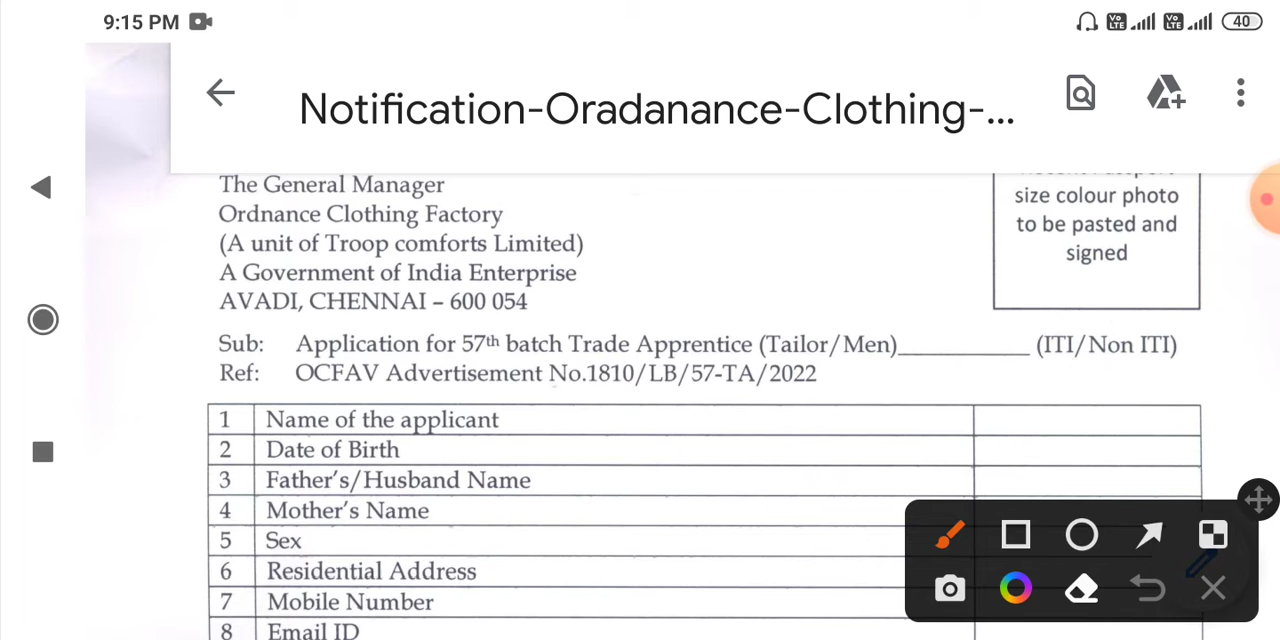 9:15 PM
Vo LTE
Vo LTE
40
Notification-Oradanance-Clothing-...
The General Manager
Ordnance Clothing Factory
(A unit of Troop comforts Limited)
A Government of India Enterprise
AVADI, CHENNAI – 600 054
size colour photo
to be pasted and
signed
Sub: Application for 57th batch Trade Apprentice (Tailor/Men)____________ (ITI/Non ITI)
Ref: OCFAV Advertisement No.1810/LB/57-TA/2022
1 Name of the applicant
2 Date of Birth
3 Father's/Husband Name
4 Mother's Name
5 Sex
6 Residential Address
7 Mobile Number
8 Email ID